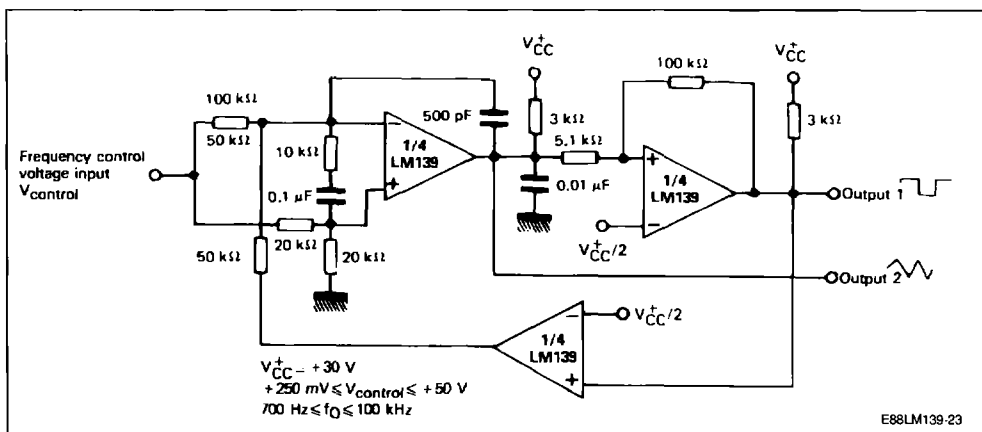 V+CC
V+CC
100 kΩ
100 kΩ
50 kΩ
500 pF
3 kΩ
3 kΩ
5.1 kΩ
10 kΩ
−
1/4
LM139
+
Frequency control
voltage input
Vcontrol
0.1 μF
0.01 μF
+
1/4
LM139
−
Output 1
20 kΩ
V+CC/2
50 kΩ
20 kΩ
Output 2
−
V+CC/2
1/4
LM139
+
V+CC = +30 V
+250 mV ⩽ Vcontrol ⩽ +50 V
700 Hz ⩽ fO ⩽ 100 kHz
E88LM139-23